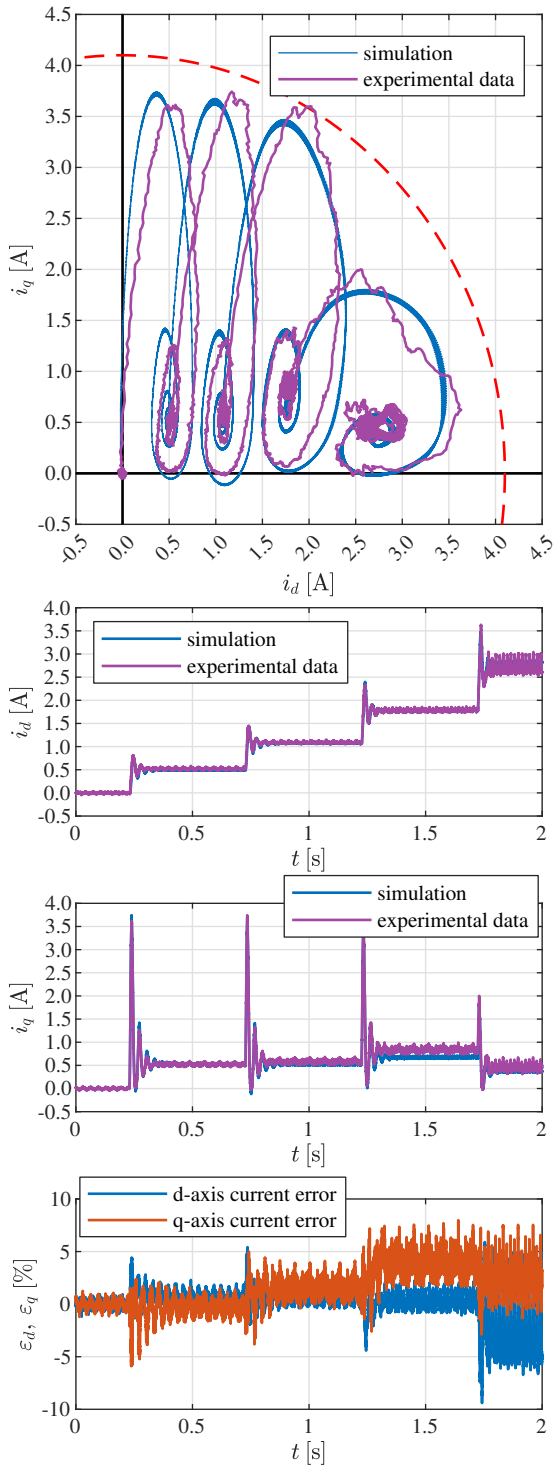 4.5
simulation
experimental data
4.0
3.5
3.0
2.5
i_q [A]
2.0
1.5
1.0
0.5
0.0
-0.5
-0.5 0.0 0.5 1.0 1.5 2.0 2.5 3.0 3.5 4.0 4.5
i_d [A]
4.0
3.5
simulation
3.0
experimental data
2.5
i_d [A]
2.0
1.5
1.0
0.5
0.0
-0.5
0 0.5 1 1.5 2
t [s]
simulation
4.0
experimental data
3.5
3.0
2.5
i_q [A]
2.0
1.5
1.0
0.5
0.0
-0.5
0 0.5 1 1.5 2
t [s]
10
d-axis current error
q-axis current error
5
ε_d, ε_q [%]
0
-5
-10
0 0.5 1 1.5 2
t [s]